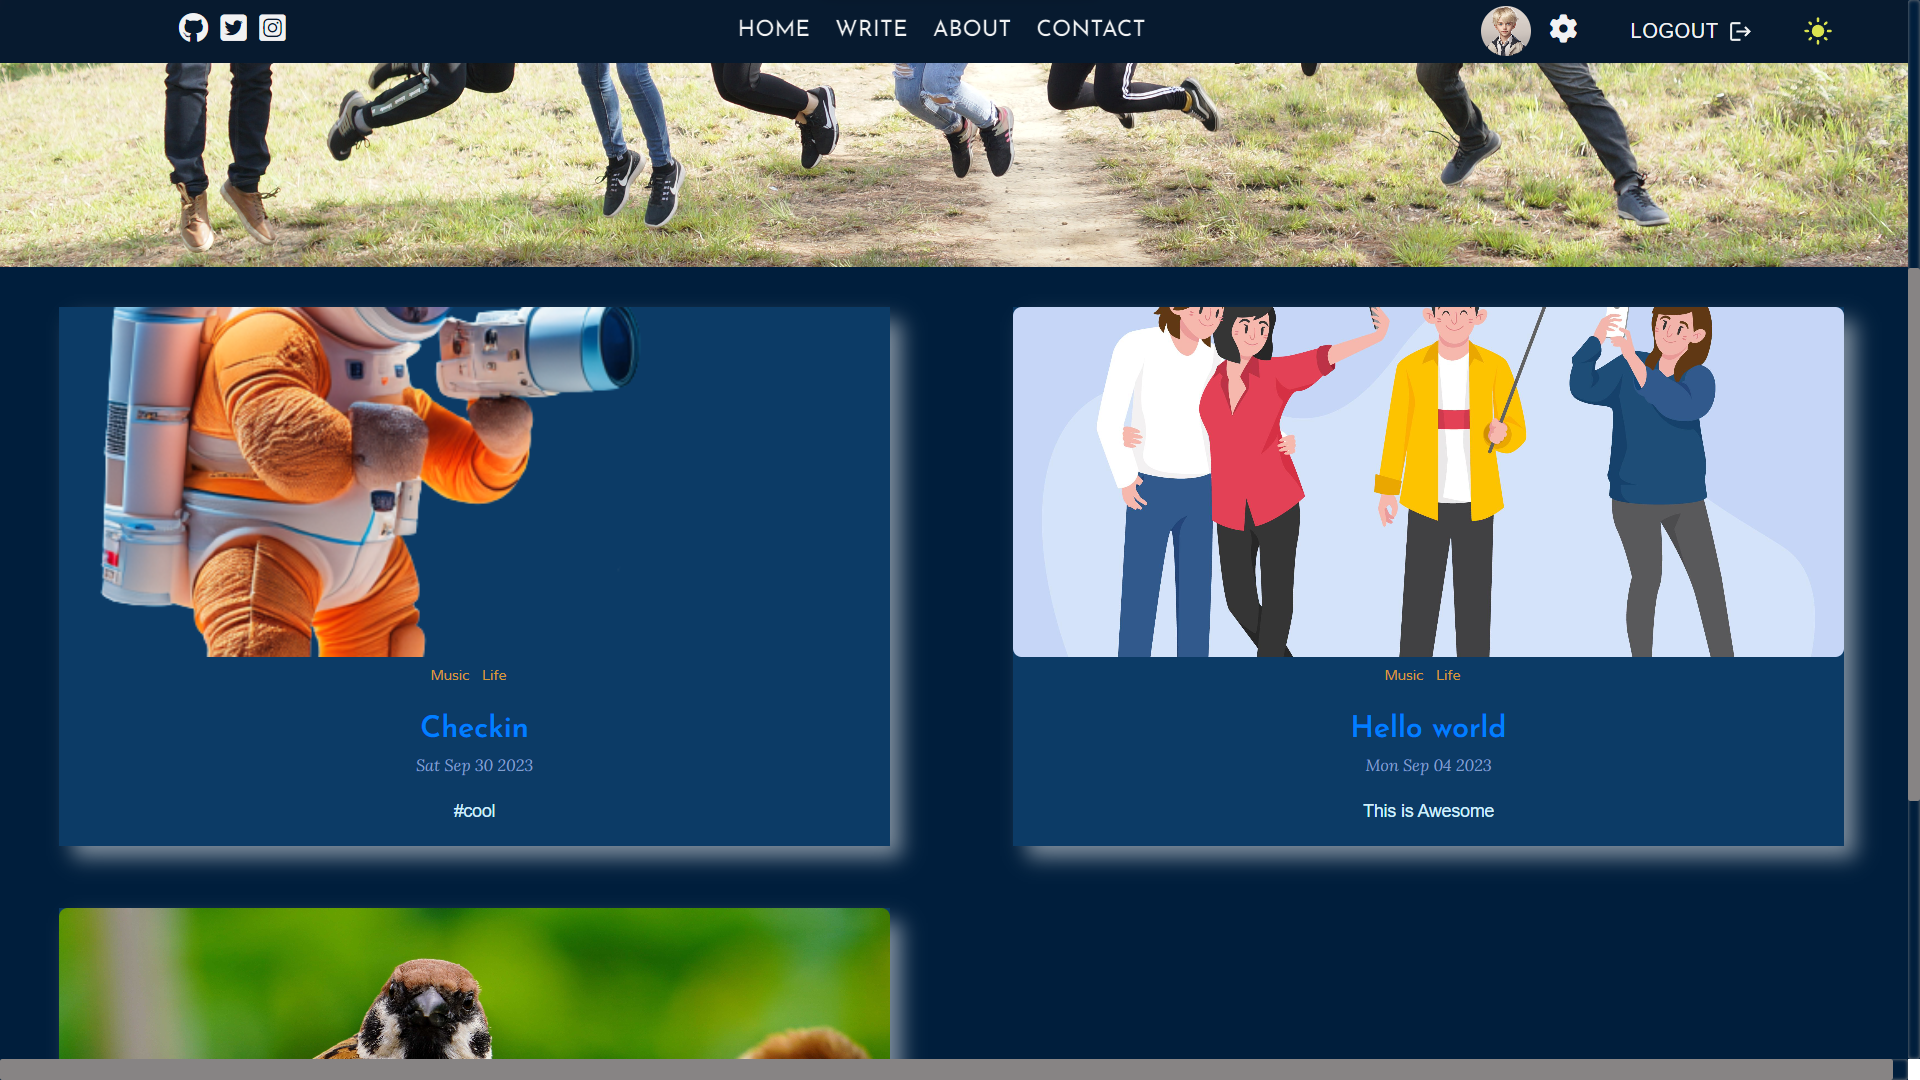 HOME WRITE ABOUT CONTACT LOGOUT
Music Life
Checkin
Sat Sep 30 2023
#cool
Music Life
Hello world
Mon Sep 04 2023
This is Awesome